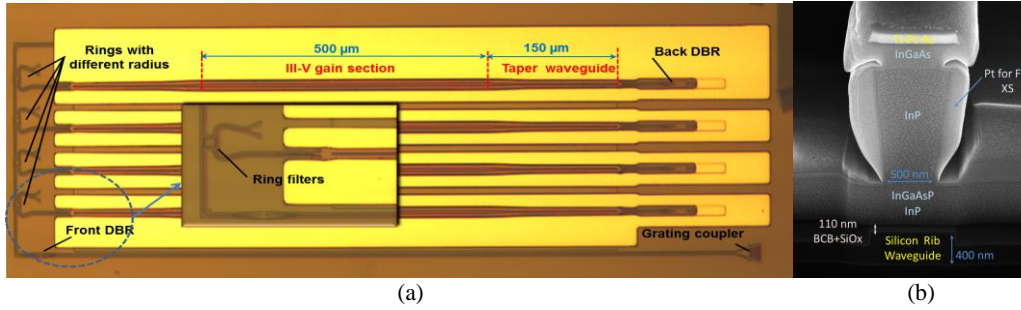 500 µm
150 µm
Rings with
different radius
III-V gain section
Taper waveguide
Back DBR
Ring filters
Front DBR
Grating coupler
(a)
InGaAs
Pt for F
XS
InP
500 nm
InGaAsP
InP
110 nm
BCB+SiOx
Silicon Rib
Waveguide
400 nm
(b)